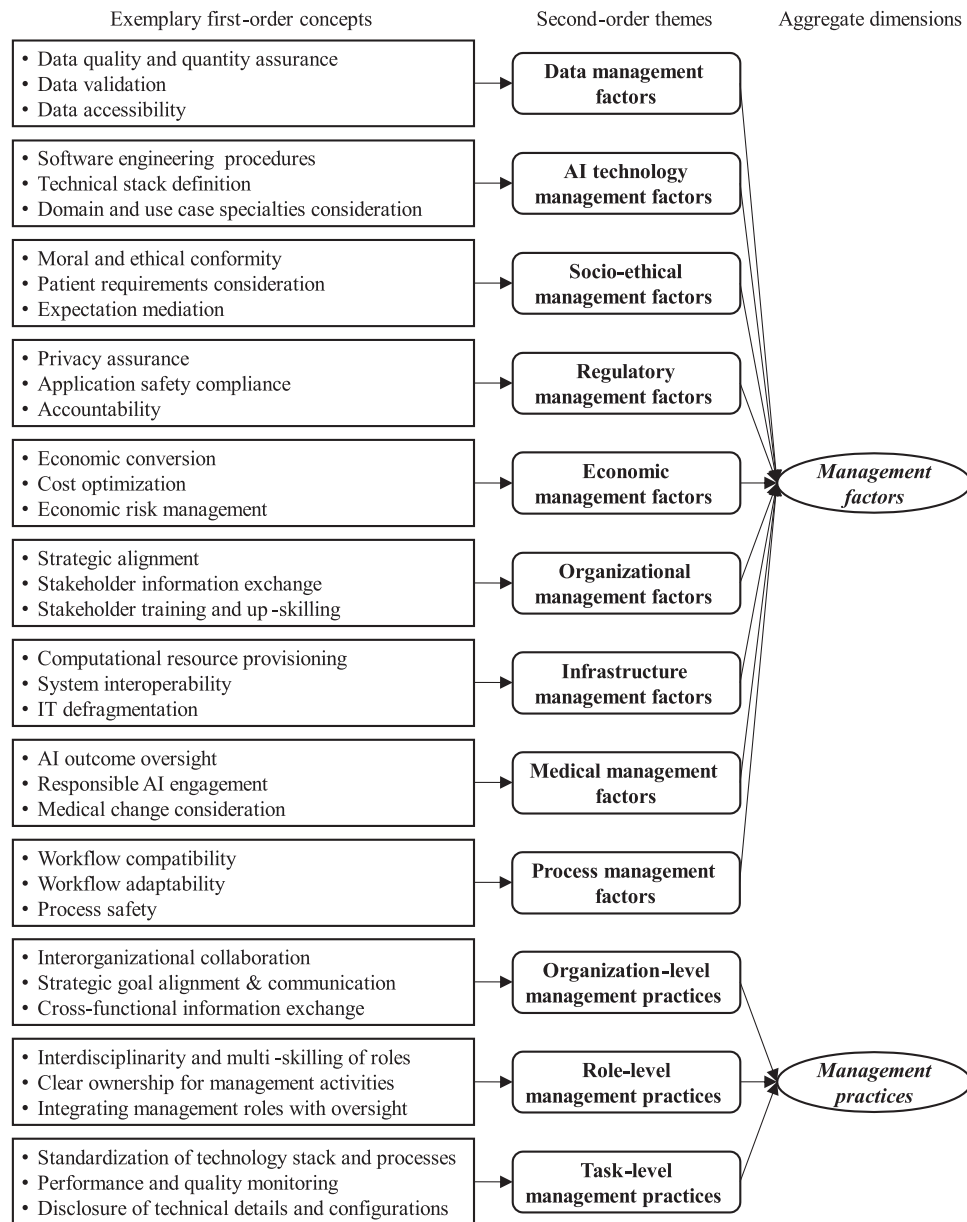 Exemplary first-order concepts
Second-order themes
Aggregate dimensions
• Data quality and quantity assurance
• Data validation
• Data accessibility
Data management
factors
• Software engineering procedures
• Technical stack definition
• Domain and use case specialties consideration
AI technology
management factors
• Moral and ethical conformity
• Patient requirements consideration
• Expectation mediation
Socio-ethical
management factors
• Privacy assurance
• Application safety compliance
• Accountability
Regulatory
management factors
• Economic conversion
• Cost optimization
• Economic risk management
Economic
management factors
Management
factors
• Strategic alignment
• Stakeholder information exchange
• Stakeholder training and up-skilling
Organizational
management factors
• Computational resource provisioning
• System interoperability
• IT defragmentation
Infrastructure
management factors
• AI outcome oversight
• Responsible AI engagement
• Medical change consideration
Medical management
factors
• Workflow compatibility
• Workflow adaptability
• Process safety
Process management
factors
• Interorganizational collaboration
• Strategic goal alignment & communication
• Cross-functional information exchange
Organization-level
management practices
• Interdisciplinarity and multi-skilling of roles
• Clear ownership for management activities
• Integrating management roles with oversight
Role-level
management practices
Management
practices
• Standardization of technology stack and processes
• Performance and quality monitoring
• Disclosure of technical details and configurations
Task-level
management practices